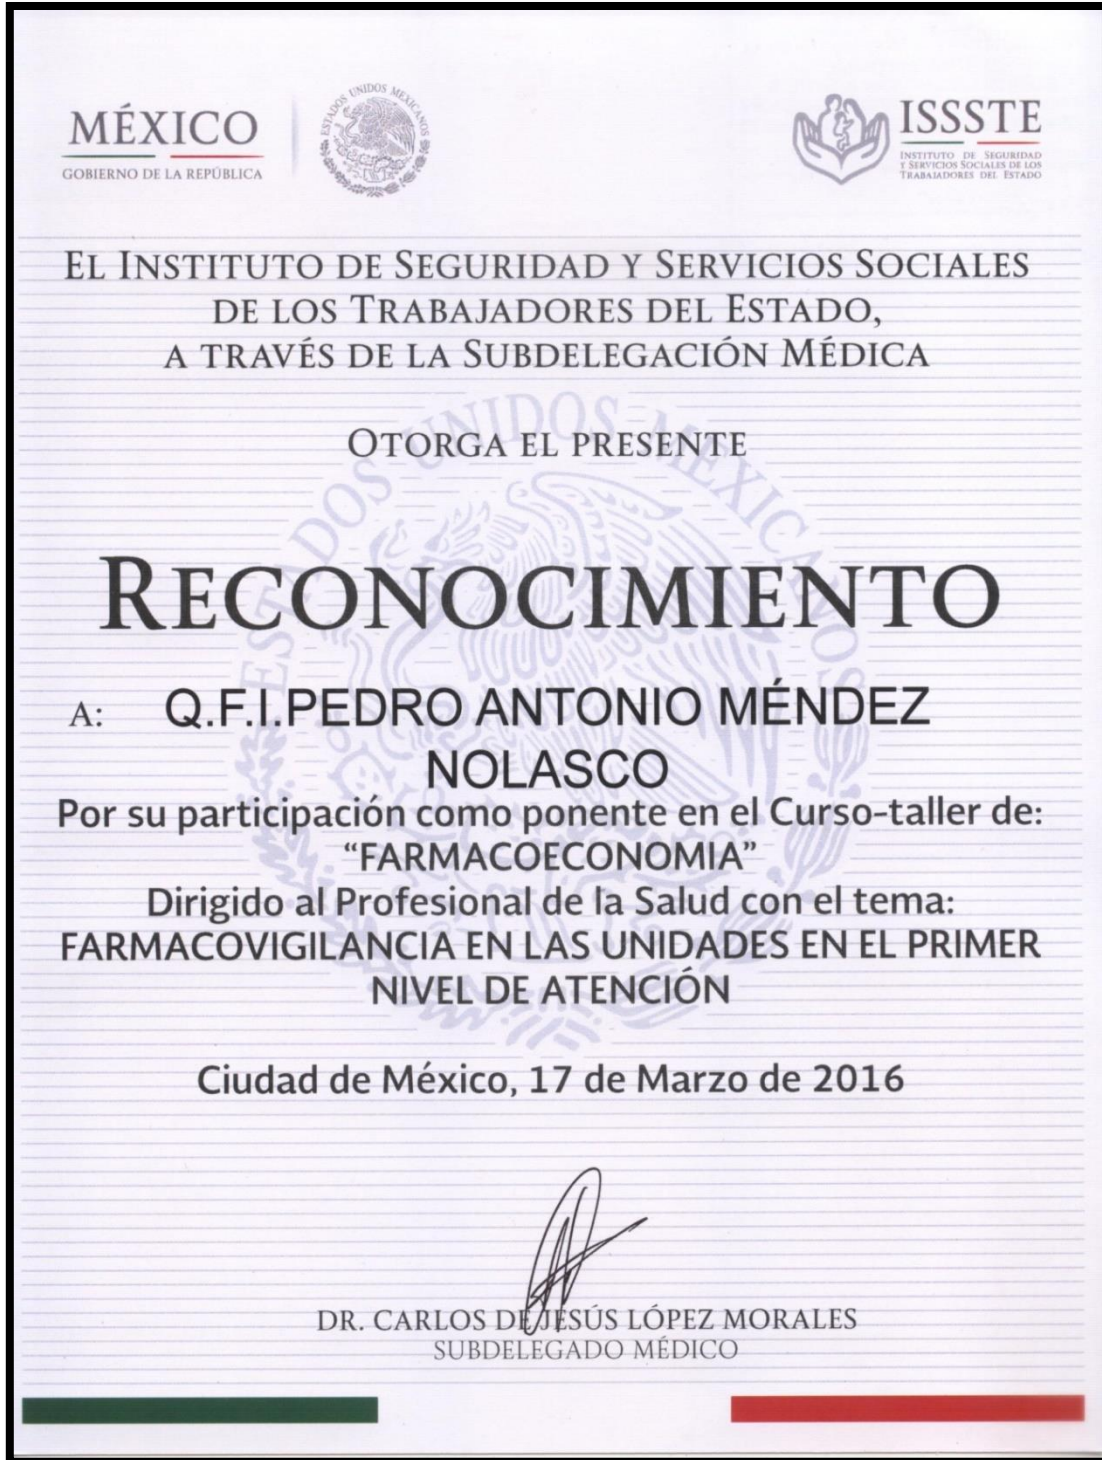 MÉXICO
GOBIERNO DE LA REPÚBLICA
ESTADOS UNIDOS MEXICANOS
ISSSTE
INSTITUTO DE SEGURIDAD
Y SERVICIOS SOCIALES DE LOS
TRABAJADORES DEL ESTADO
EL INSTITUTO DE SEGURIDAD Y SERVICIOS SOCIALES
DE LOS TRABAJADORES DEL ESTADO,
A TRAVÉS DE LA SUBDELEGACIÓN MÉDICA
ESTADOS UNIDOS MEXICANOS
OTORGA EL PRESENTE
RECONOCIMIENTO
A: Q.F.I.PEDRO ANTONIO MÉNDEZ
NOLASCO
Por su participación como ponente en el Curso-taller de:
“FARMACOECONOMIA”
Dirigido al Profesional de la Salud con el tema:
FARMACOVIGILANCIA EN LAS UNIDADES EN EL PRIMER
NIVEL DE ATENCIÓN
Ciudad de México, 17 de Marzo de 2016
DR. CARLOS DE JESÚS LÓPEZ MORALES
SUBDELEGADO MÉDICO